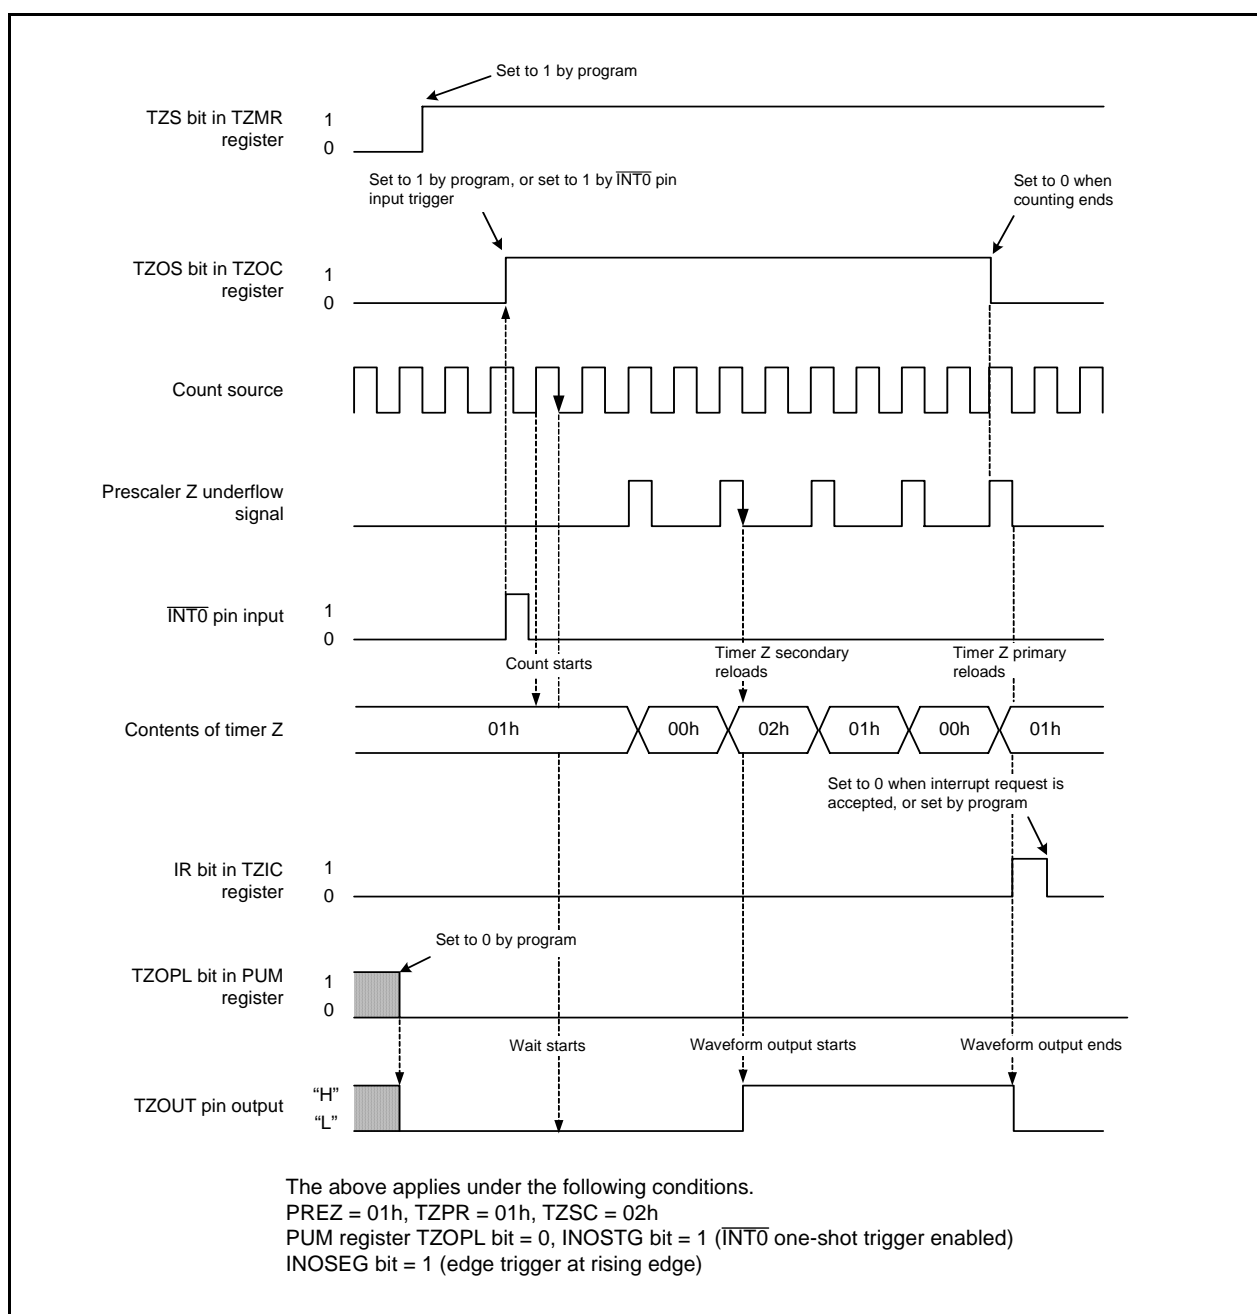 Set to 1 by program
TZS bit in TZMR
register
1
0
Set to 1 by program, or set to 1 by INT0 pin
input trigger
Set to 0 when
counting ends
TZOS bit in TZOC
register
1
0
Count source
Prescaler Z underflow
signal
INT0 pin input
1
0
Count starts
Timer Z secondary
reloads
Timer Z primary
reloads
Contents of timer Z
01h
00h
02h
01h
00h
01h
Set to 0 when interrupt request is
accepted, or set by program
IR bit in TZIC
register
1
0
Set to 0 by program
TZOPL bit in PUM
register
1
0
Wait starts
Waveform output starts
Waveform output ends
TZOUT pin output
“H”
“L”
The above applies under the following conditions.
PREZ = 01h, TZPR = 01h, TZSC = 02h
PUM register TZOPL bit = 0, INOSTG bit = 1 (INT0 one-shot trigger enabled)
INOSEG bit = 1 (edge trigger at rising edge)